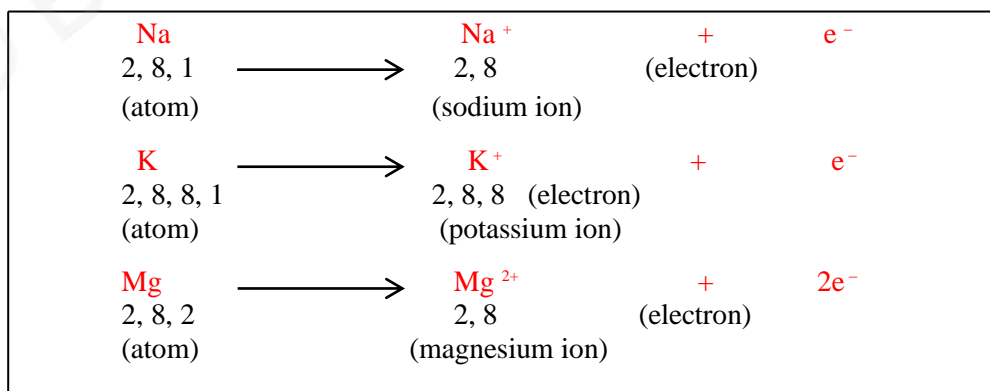 Na Na⁺ + e⁻
2, 8, 1 2, 8 (electron)
(atom) (sodium ion)
K K⁺ + e⁻
2, 8, 8, 1 2, 8, 8 (electron)
(atom) (potassium ion)
Mg Mg²⁺ + 2e⁻
2, 8, 2 2, 8 (electron)
(atom) (magnesium ion)